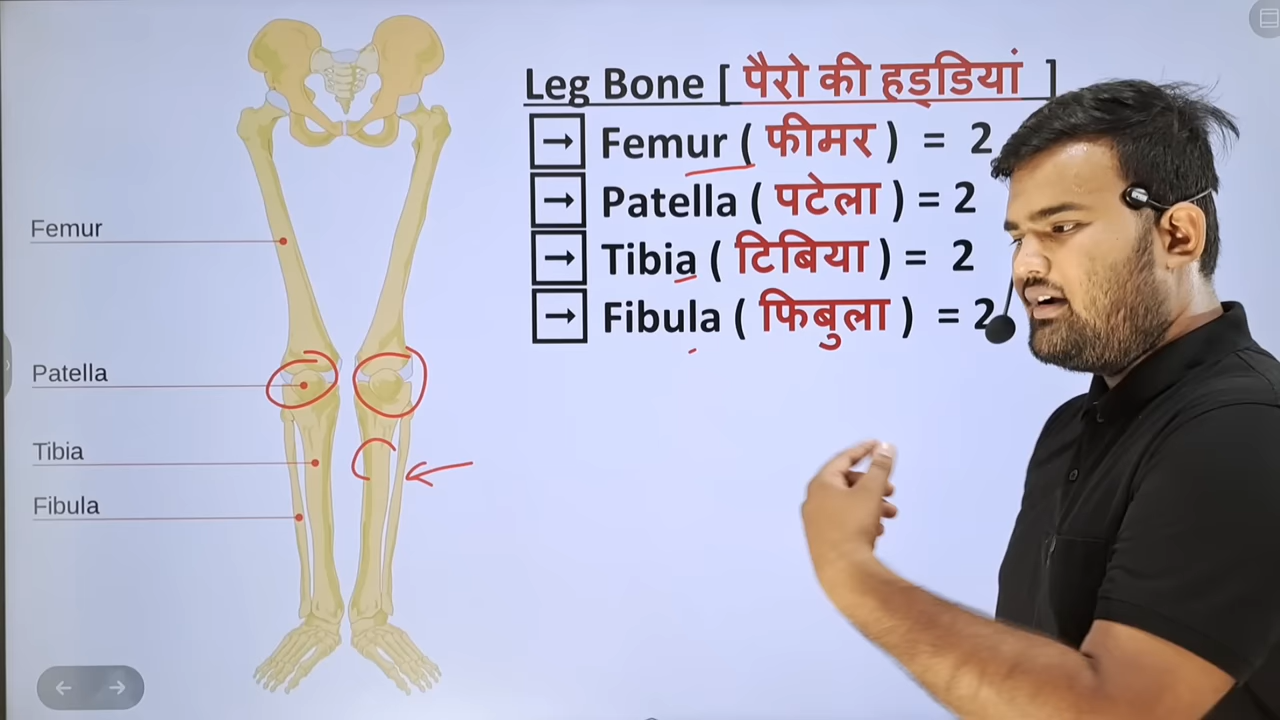 Leg Bone [ पैरो की हड्डियां ]
→ Femur ( फीमर ) = 2
→ Patella ( पटेला ) = 2
→ Tibia ( टिबिया ) = 2
→ Fibula ( फिबुला ) = 2
Femur
Patella
Tibia
Fibula